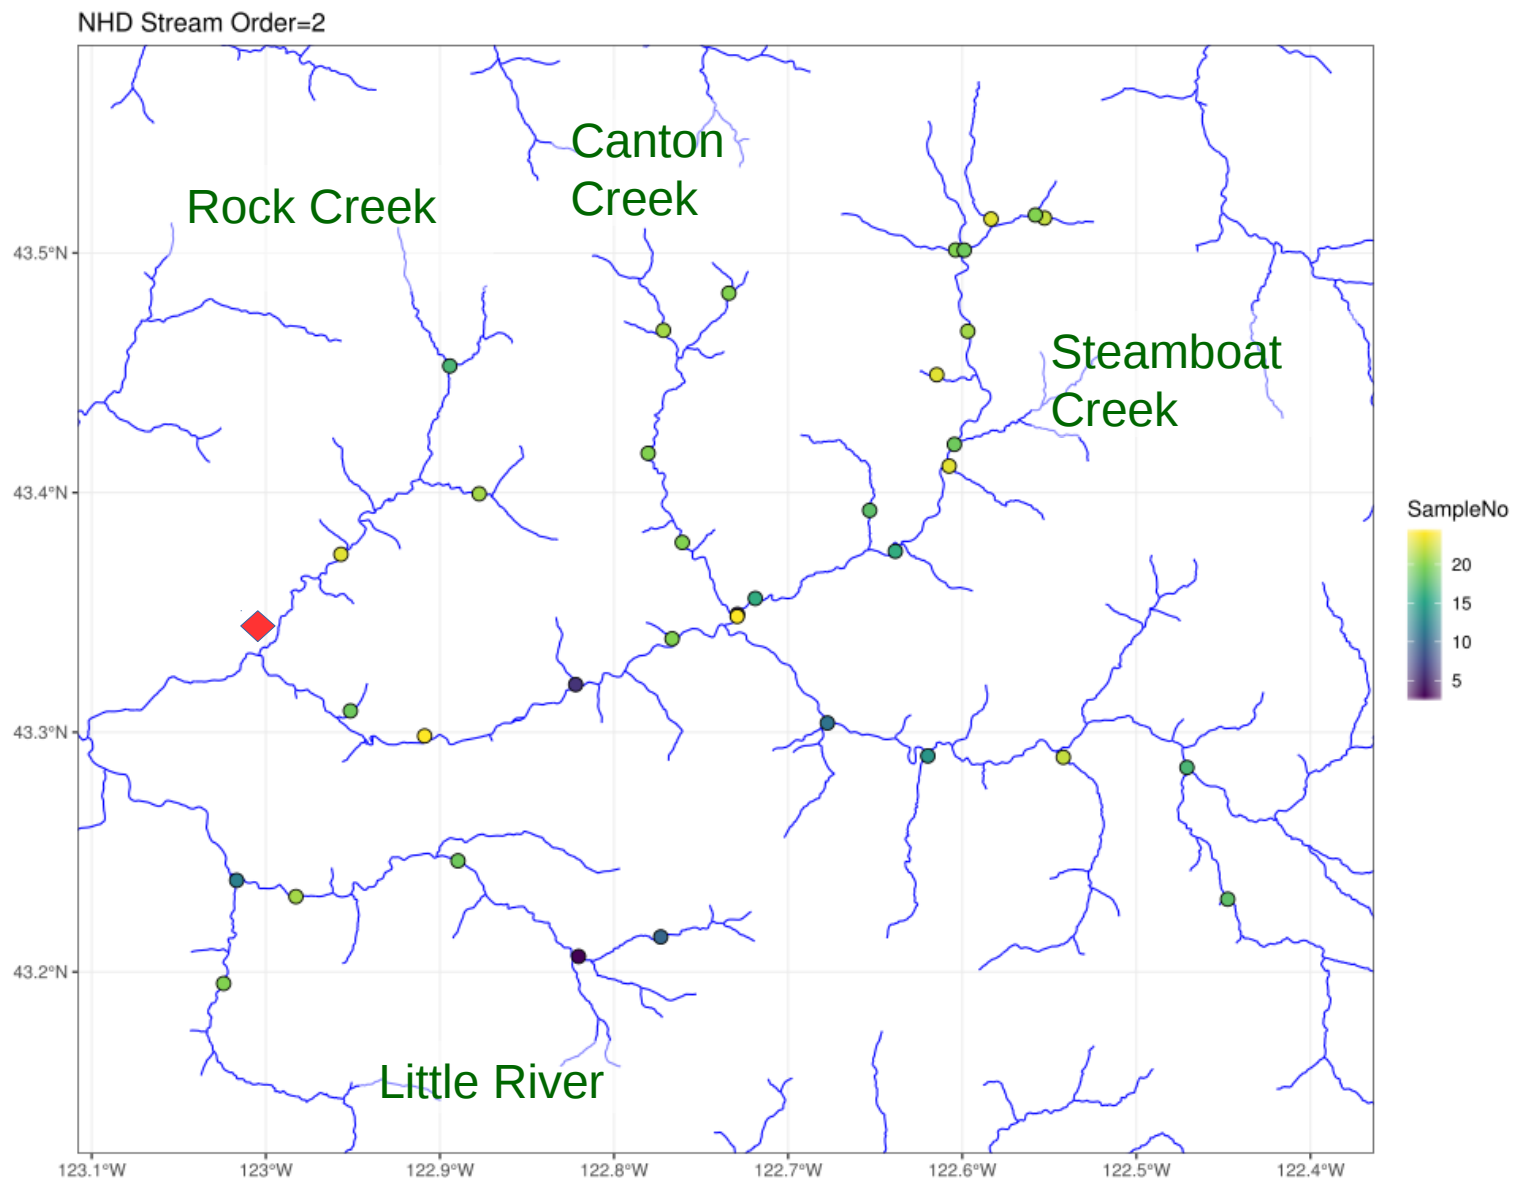 NHD Stream Order=2
Canton
Creek
Rock Creek
Steamboat
Creek
Little River
43.5°N
43.4°N
43.3°N
43.2°N
123.1°W
123°W
122.9°W
122.8°W
122.7°W
122.6°W
122.5°W
122.4°W
SampleNo
20
15
10
5